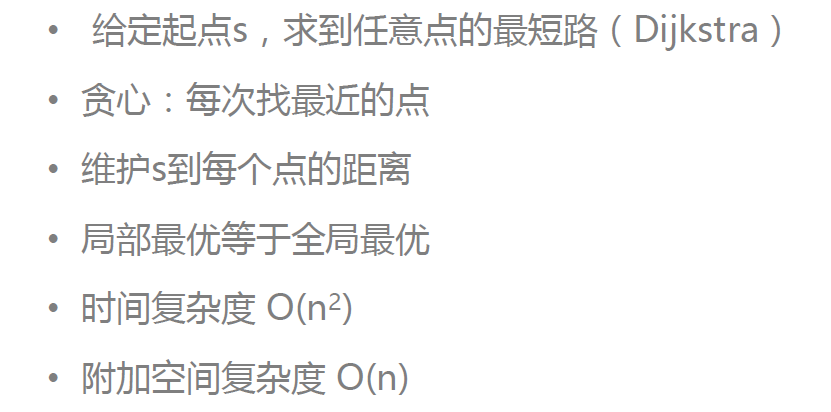 • 给定起点s，求到任意点的最短路（Dijkstra）
• 贪心：每次找最近的点
• 维护s到每个点的距离
• 局部最优等于全局最优
• 时间复杂度 O(n²)
• 附加空间复杂度 O(n)